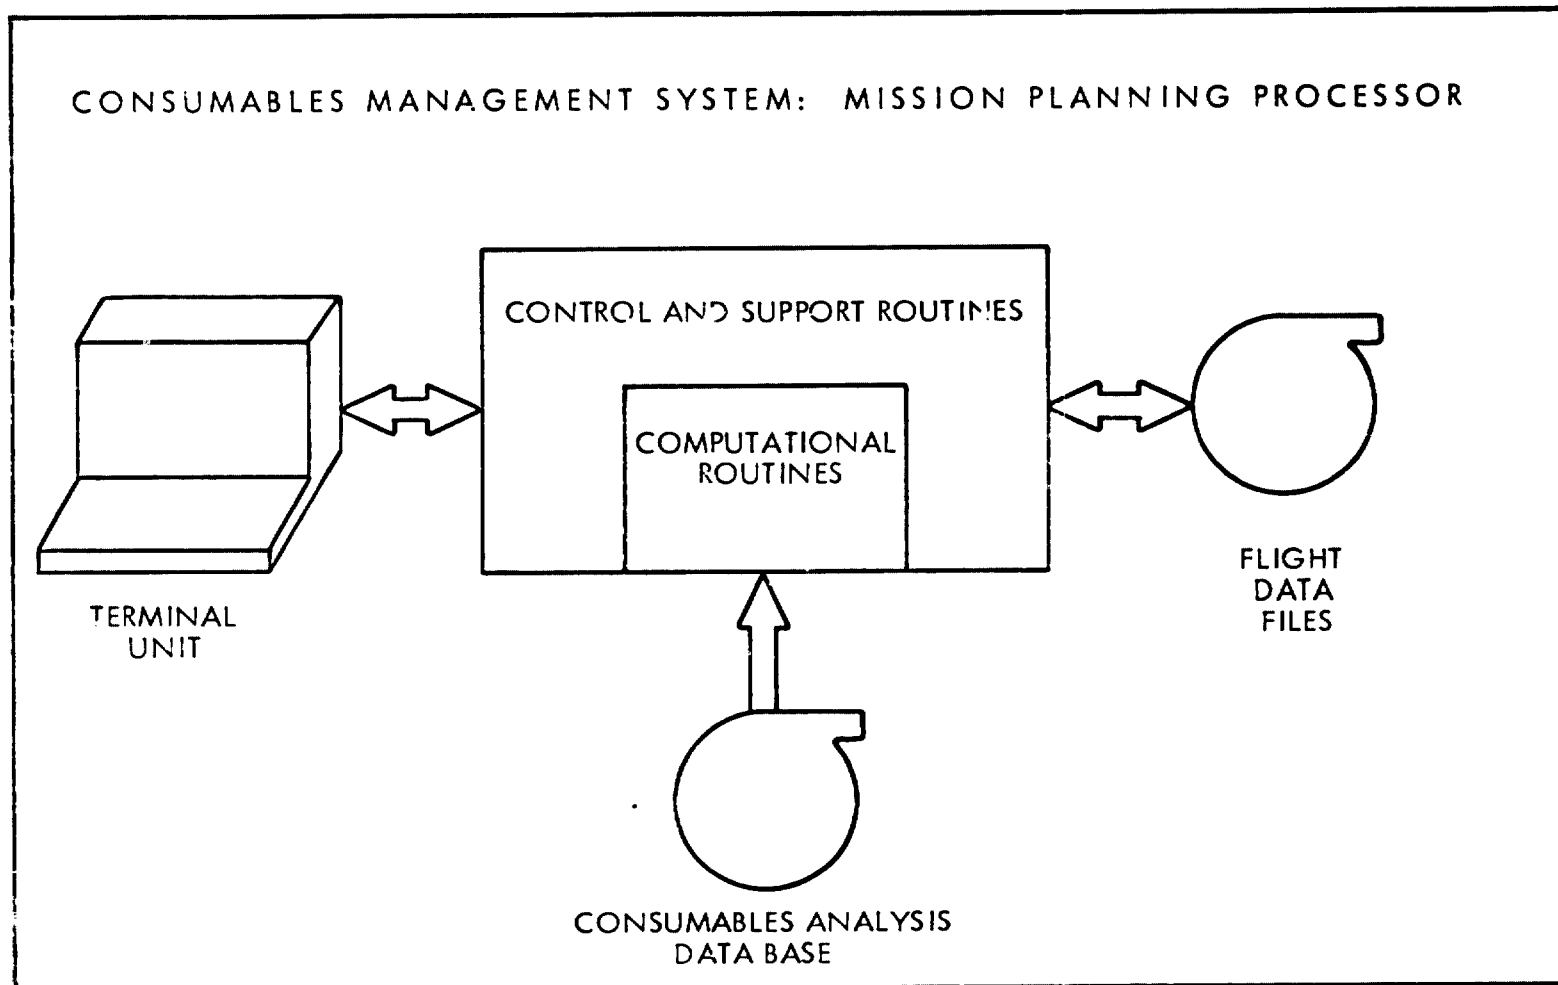 CONSUMABLES MANAGEMENT SYSTEM: MISSION PLANNING PROCESSOR
CONTROL AND SUPPORT ROUTINES
COMPUTATIONAL
ROUTINES
TERMINAL
UNIT
FLIGHT
DATA
FILES
CONSUMABLES ANALYSIS
DATA BASE